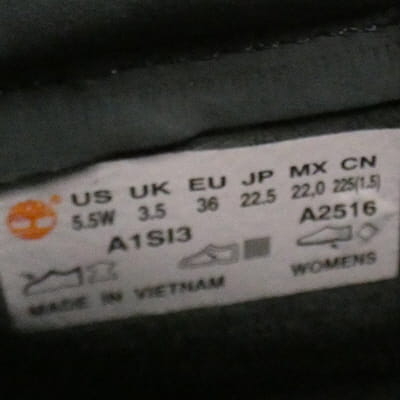 US UK EU JP MX CN
5.5W 3.5 36 22.5 22.0 225(1.5)
A1SI3 A2516
WOMENS
MADE IN VIETNAM